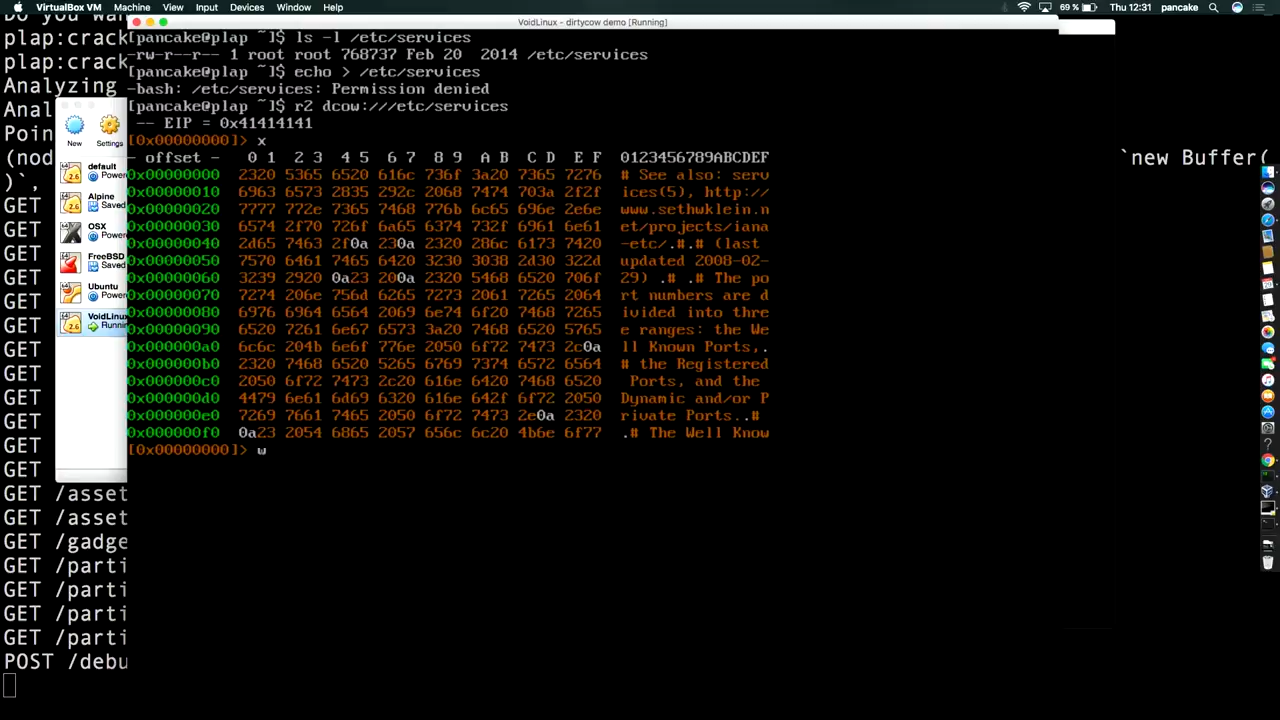 VirtualBox VM Machine View Input Devices Window Help 69 % Thu 12:31 pancake
VoidLinux - dirtycow demo [Running]
Do you wan
plap:crack
plap:crack
Analyzing
Anal
Poin
(nod
)`,
GET
GET
GET
GET
GET
GET
GET
GET
GET
GET
GET
GET
GET /asset
GET /asset
GET /gadge
GET /parti
GET /parti
GET /parti
GET /parti
POST /debu
New Settings
default
Power
Alpine
Saved
OSX
Power
FreeBSD
Saved
Ubuntu
Power
VoidLinux
Runnin
`new Buffer(
[pancake@plap ~]$ ls -l /etc/services
-rw-r--r-- 1 root root 768737 Feb 20  2014 /etc/services
[pancake@plap ~]$ echo > /etc/services
-bash: /etc/services: Permission denied
[pancake@plap ~]$ r2 dcow:///etc/services
-- EIP = 0x41414141
[0x00000000]> x
- offset -   0 1  2 3  4 5  6 7  8 9  A B  C D  E F  0123456789ABCDEF
0x00000000  2320 5365 6520 616c 736f 3a20 7365 7276  # See also: serv
0x00000010  6963 6573 2835 292c 2068 7474 703a 2f2f  ices(5), http://
0x00000020  7777 772e 7365 7468 776b 6c65 696e 2e6e  www.sethwklein.n
0x00000030  6574 2f70 726f 6a65 6374 732f 6961 6e61  et/projects/iana
0x00000040  2d65 7463 2f0a 230a 2320 286c 6173 7420  -etc/.#.# (last
0x00000050  7570 6461 7465 6420 3230 3038 2d30 322d  updated 2008-02-
0x00000060  3239 2920 0a23 200a 2320 5468 6520 706f  29) .# .# The po
0x00000070  7274 206e 756d 6265 7273 2061 7265 2064  rt numbers are d
0x00000080  6976 6964 6564 2069 6e74 6f20 7468 7265  ivided into thre
0x00000090  6520 7261 6e67 6573 3a20 7468 6520 5765  e ranges: the We
0x000000a0  6c6c 204b 6e6f 776e 2050 6f72 7473 2c0a  ll Known Ports,.
0x000000b0  2320 7468 6520 5265 6769 7374 6572 6564  # the Registered
0x000000c0  2050 6f72 7473 2c20 616e 6420 7468 6520   Ports, and the
0x000000d0  4479 6e61 6d69 6320 616e 642f 6f72 2050  Dynamic and/or P
0x000000e0  7269 7661 7465 2050 6f72 7473 2e0a 2320  rivate Ports..#
0x000000f0  0a23 2054 6865 2057 656c 6c20 4b6e 6f77  .# The Well Know
[0x00000000]> w